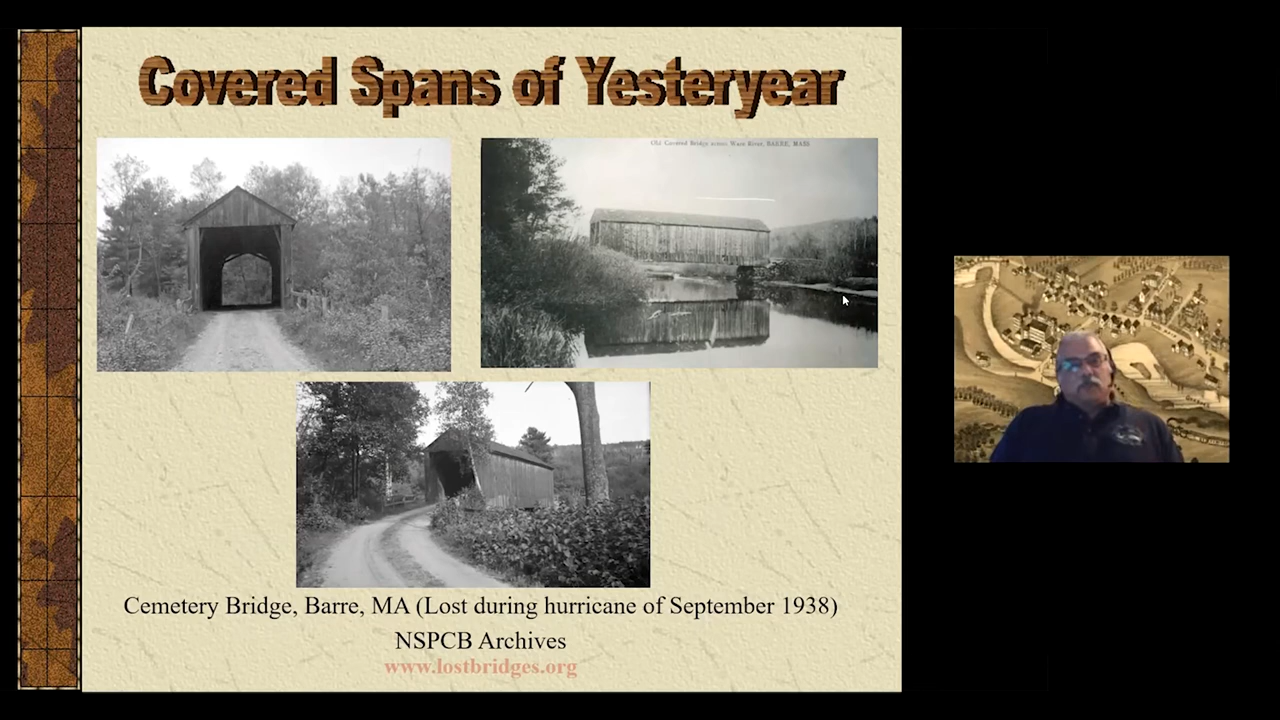 Covered Spans of Yesteryear
Old Covered Bridge across Ware River, BARRE, MASS
Cemetery Bridge, Barre, MA (Lost during hurricane of September 1938)
NSPCB Archives
www.lostbridges.org